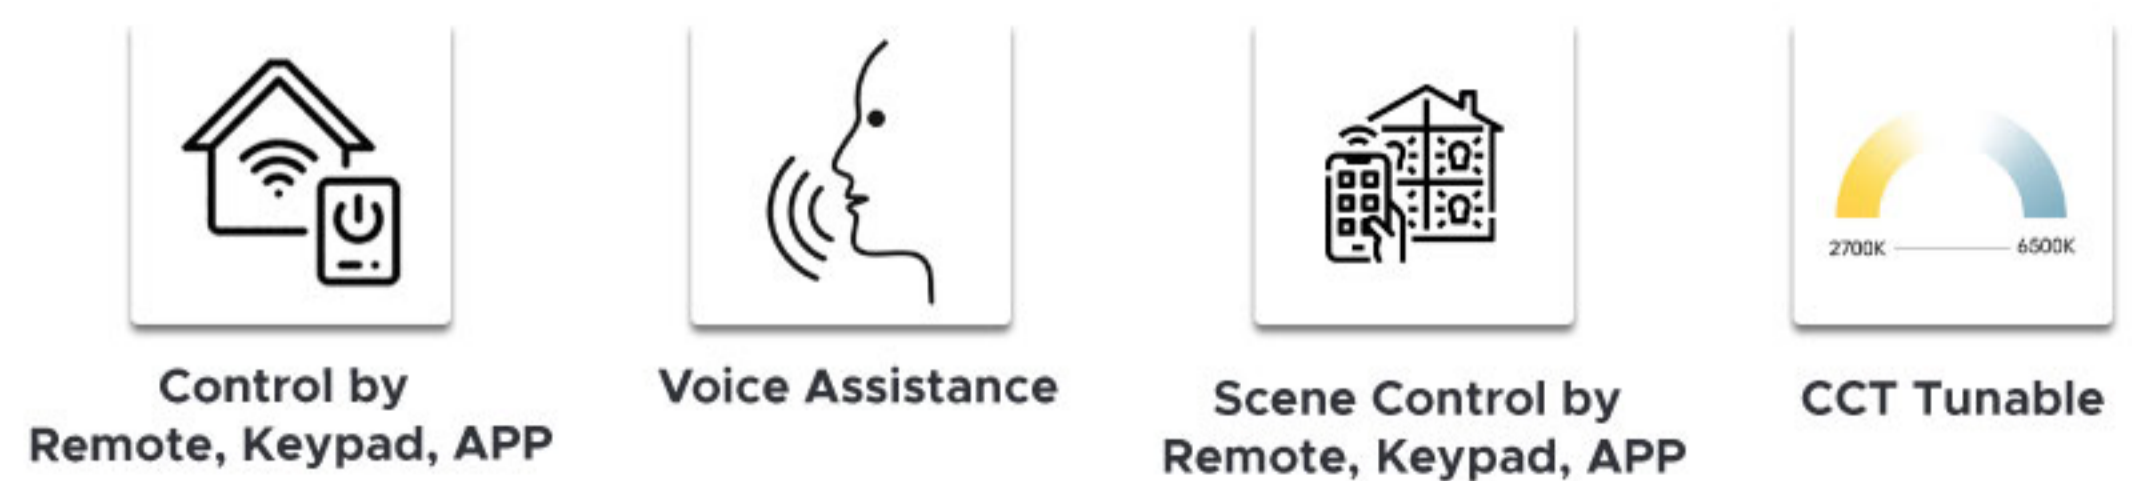 2700K
6500K
Control by
Remote, Keypad, APP
Voice Assistance
Scene Control by
Remote, Keypad, APP
CCT Tunable